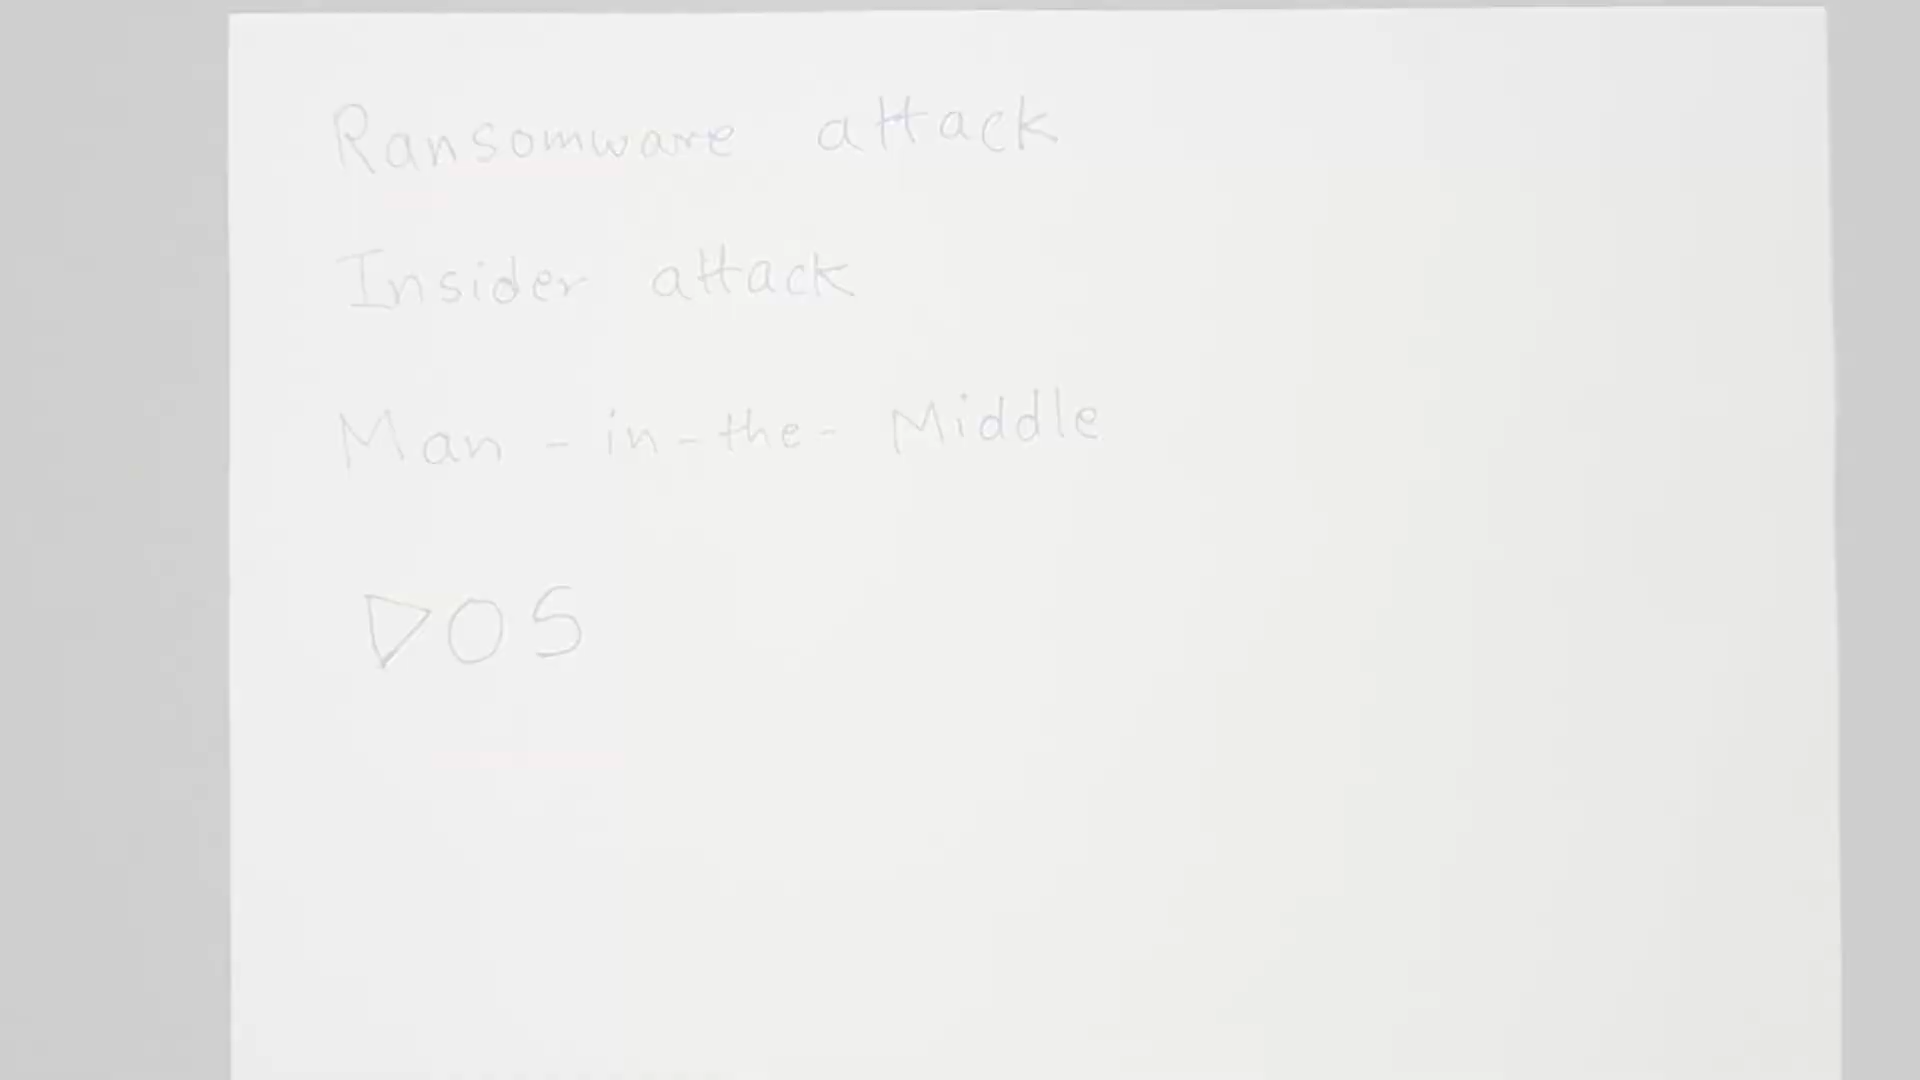 Ransomware attack
Insider attack
Man-in-the-Middle
DOS